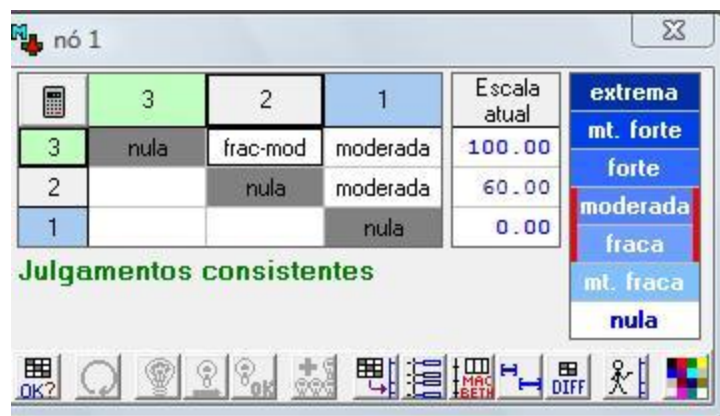 nó 1
3 2 1 Escala atual
3 nula frac-mod moderada 100.00
2 nula moderada 60.00
1 nula 0.00
Julgamentos consistentes
extrema
mt. forte
forte
moderada
fraca
mt. fraca
nula
OK? OK MAC BETH DIFF